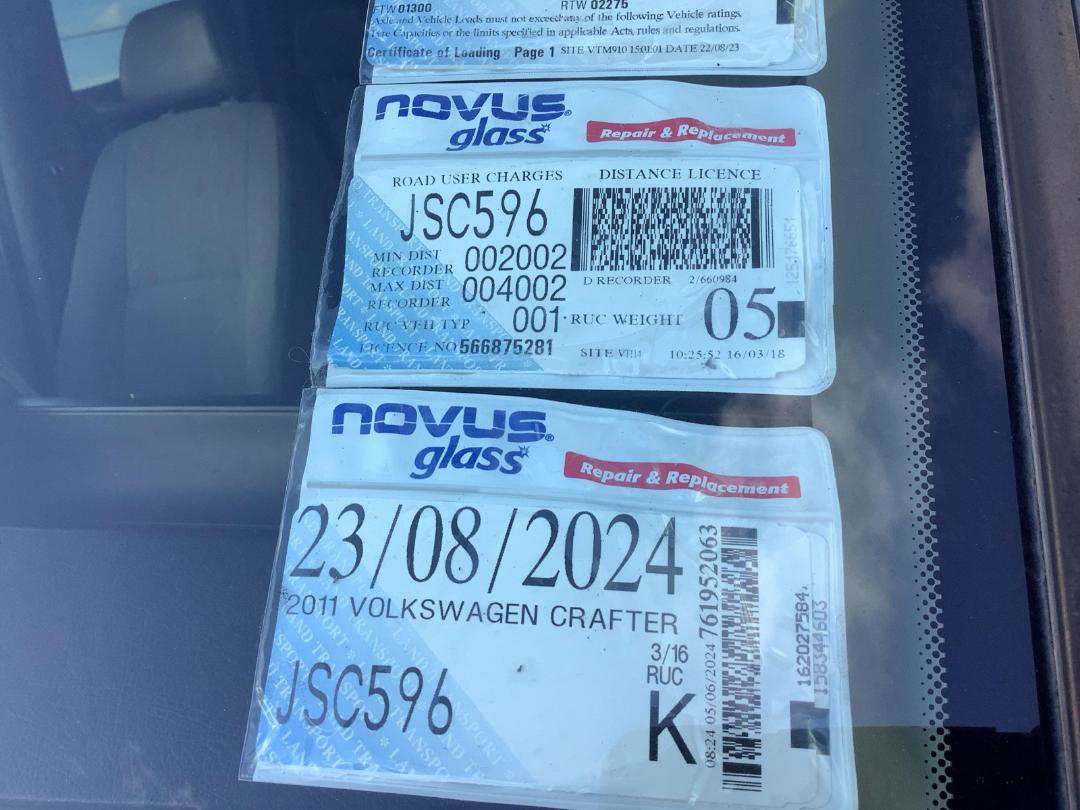 FTW 01300 RTW 02275
Axle and Vehicle Loads must not exceed any of the following: Vehicle ratings,
Tyre Capacities or the limits specified in applicable Acts, rules and regulations.
Certificate of Loading Page 1 SITE VTM910 150101 DATE 22/08/23
novus®
glass
Repair & Replacement
ROAD USER CHARGES DISTANCE LICENCE
JSC596
MIN DIST
RECORDER 002002
MAX DIST
RECORDER 004002
D RECORDER 2/660984
RUC VEH TYP 001 RUC WEIGHT 05
LICENCE NO 566875281 SITE 10:25:52 16/03/18
novus®
glass
Repair & Replacement
23/08/2024
2011 VOLKSWAGEN CRAFTER
3/16
RUC
JSC596 K
08:24 05/06/2024 761952063
162027584,
158344603